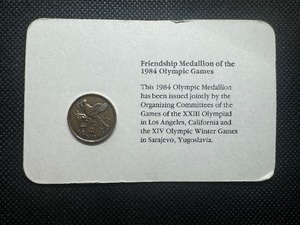 Friendship Medallion of the
1984 Olympic Games
This 1984 Olympic Medallion
has been issued jointly by the
Organizing Committees of the
Games of the XXIII Olympiad
in Los Angeles, California and
the XIV Olympic Winter Games
in Sarajevo, Yugoslavia.